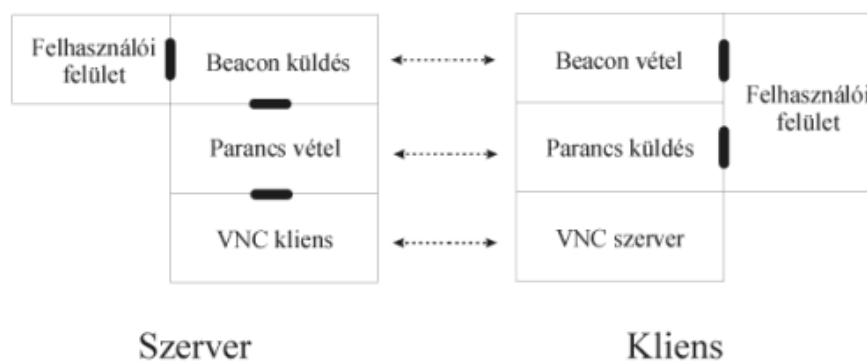 Felhasználói
felület
Beacon küldés
Parancs vétel
VNC kliens
Beacon vétel
Parancs küldés
VNC szerver
Felhasználói
felület
Szerver
Kliens